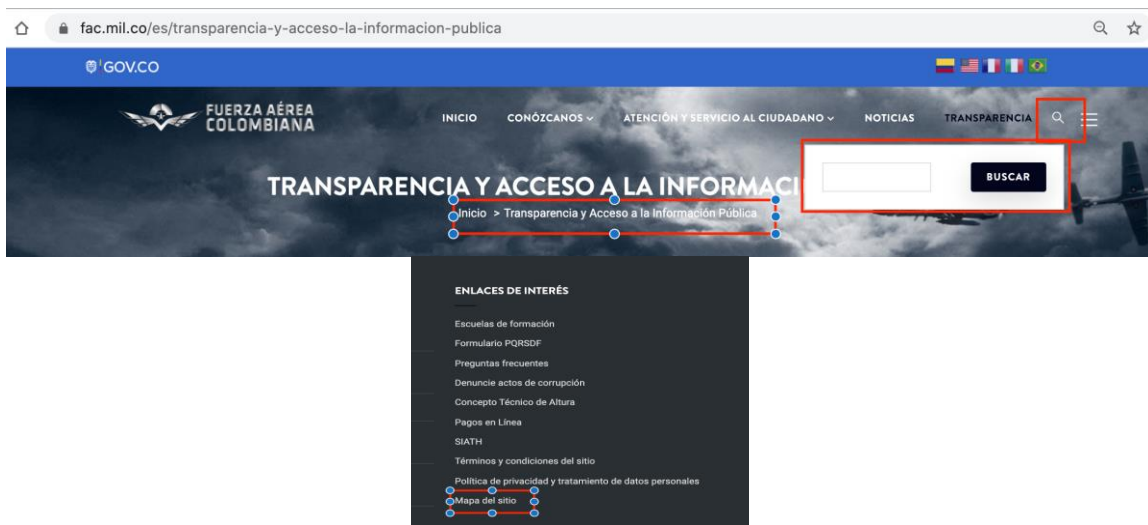 fac.mil.co/es/transparencia-y-acceso-la-informacion-publica
GOV.CO
FUERZA AÉREA
COLOMBIANA
INICIO CONÓZCANOS ATENCIÓN Y SERVICIO AL CIUDADANO NOTICIAS TRANSPARENCIA
BUSCAR
TRANSPARENCIA Y ACCESO A LA INFORMACI
Inicio > Transparencia y Acceso a la Información Pública
ENLACES DE INTERÉS
Escuelas de formación
Formulario PQRSDF
Preguntas frecuentes
Denuncie actos de corrupción
Concepto Técnico de Altura
Pagos en Línea
SIATH
Términos y condiciones del sitio
Política de privacidad y tratamiento de datos personales
Mapa del sitio